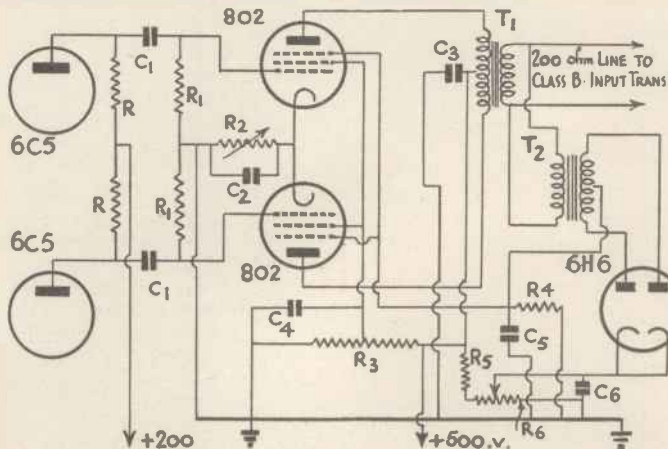 802
T1
C1
C3
200 ohm LINE TO
CLASS B. INPUT TRANS
R
R1
6C5
R2
T2
C2
R
R1
6H6
6C5
802
C1
R4
C4
C5
R3
R5
C6
R6
+200
+500.v.